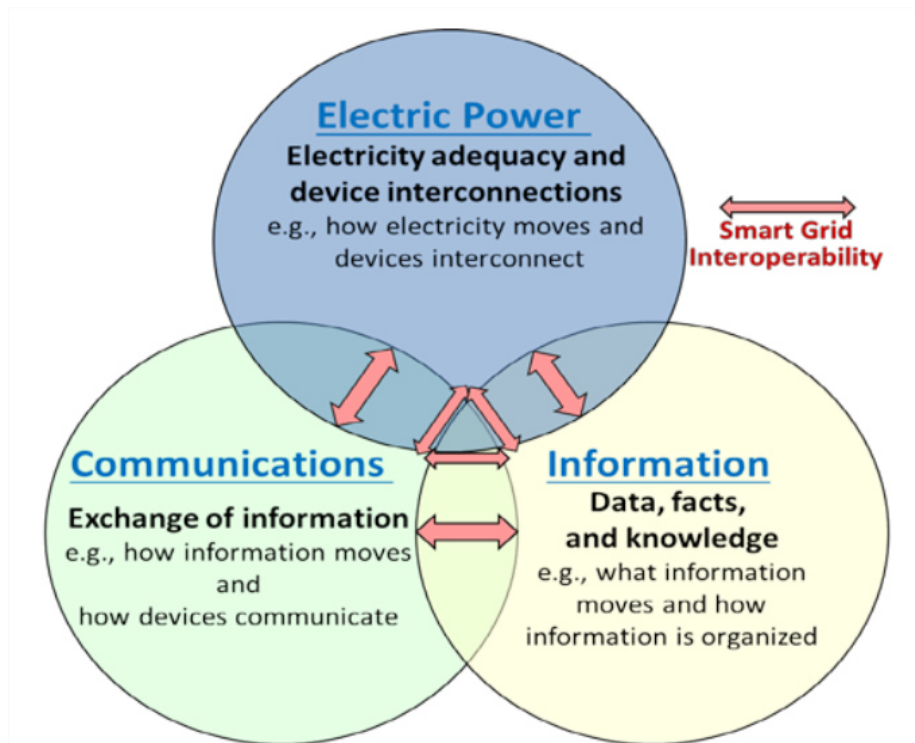 Electric Power
Electricity adequacy and
device interconnections
e.g., how electricity moves and
devices interconnect
Smart Grid
Interoperability
Communications
Exchange of information
e.g., how information moves
and
how devices communicate
Information
Data, facts,
and knowledge
e.g., what information
moves and how
information is organized